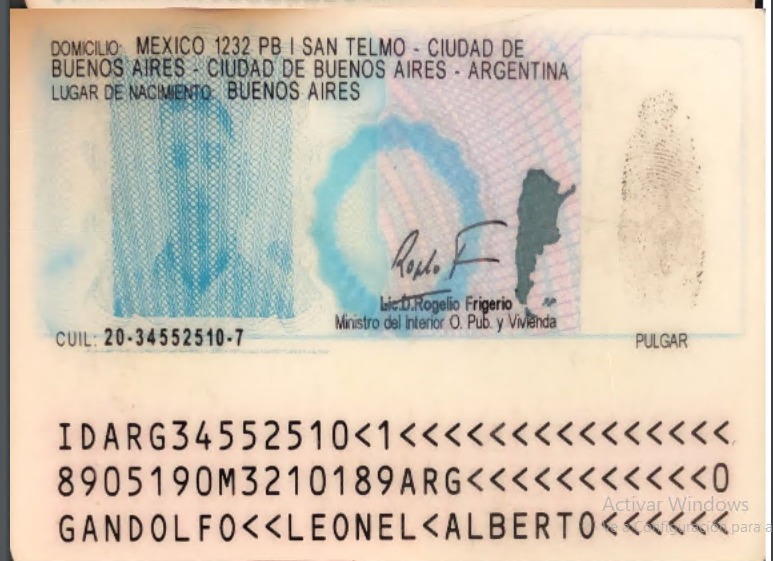 DOMICILIO: MEXICO 1232 PB I SAN TELMO - CIUDAD DE
BUENOS AIRES - CIUDAD DE BUENOS AIRES - ARGENTINA
LUGAR DE NACIMIENTO: BUENOS AIRES
Lic.D.Rogelio Frigerio
Ministro del Interior O. Pub. y Vivienda
CUIL: 20-34552510-7
PULGAR
IDARG34552510<1<<<<<<<<<<<<<<<
8905190M3210189ARG<<<<<<<<<<<0
GANDOLFO<<LEONEL<ALBERTO<<<<<<
Activar Windows
Configuración para a